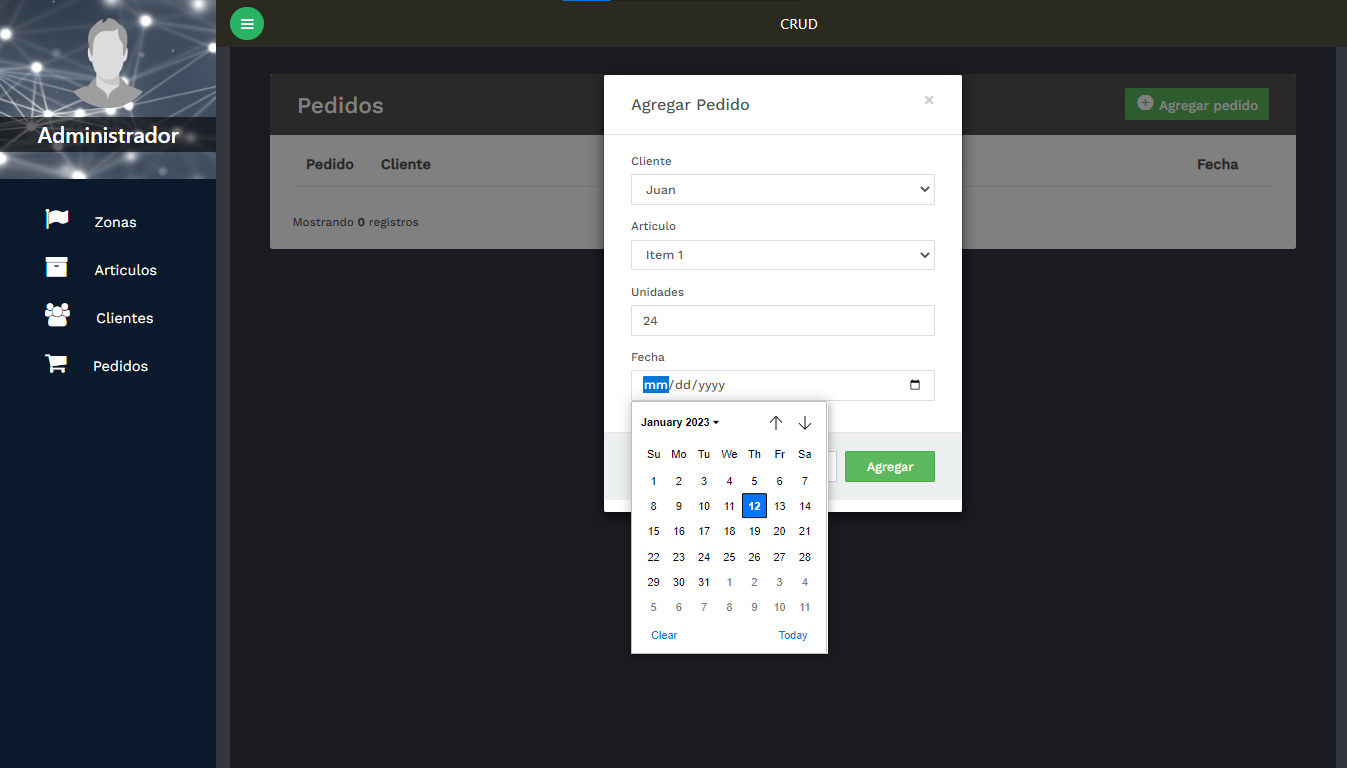 CRUD
Administrador
Zonas
Articulos
Clientes
Pedidos
Pedidos
Agregar pedido
Pedido Cliente Fecha
Mostrando 0 registros
Agregar Pedido ×
Cliente
Juan
Articulo
Item 1
Unidades
24
Fecha
mm/dd/yyyy
January 2023
Su Mo Tu We Th Fr Sa
1 2 3 4 5 6 7
8 9 10 11 12 13 14
15 16 17 18 19 20 21
22 23 24 25 26 27 28
29 30 31 1 2 3 4
5 6 7 8 9 10 11
Clear Today
Agregar